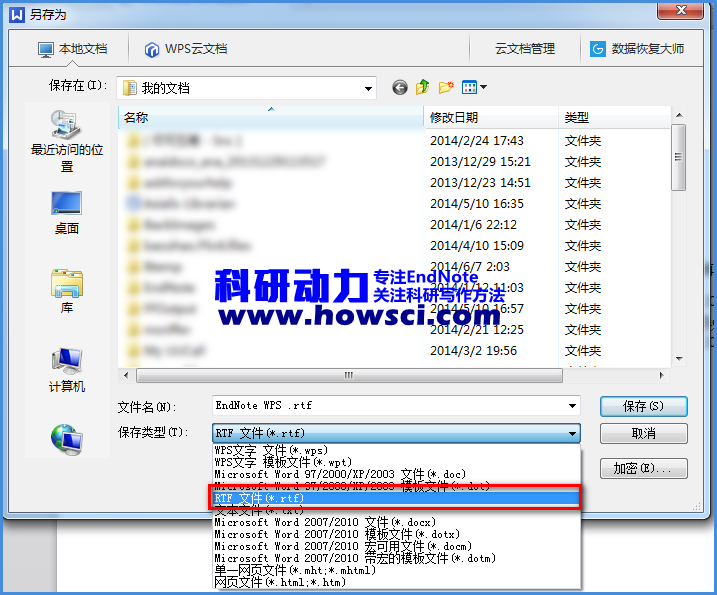 另存为
本地文档
WPS云文档
云文档管理
数据恢复大师
保存在(I):
我的文档
名称
修改日期
类型
最近访问的位置
桌面
库
计算机
2014/2/24 17:43
文件夹
2013/12/29 15:21
文件夹
2013/12/23 14:51
文件夹
2014/5/10 16:35
文件夹
2014/1/6 22:12
文件夹
2014/4/10 15:09
文件夹
2014/6/7 2:03
文件夹
2014/1/12 11:03
文件夹
2014/5/10 16:57
文件夹
2014/2/21 12:25
文件夹
2014/3/2 19:56
文件夹
科研动力
专注EndNote
关注科研写作方法
www.howsci.com
文件名(N):
EndNote WPS .rtf
保存(S)
保存类型(T):
RTF 文件(*.rtf)
取消
加密(E)...
WPS文字 文件(*.wps)
WPS文字 模板文件(*.wpt)
Microsoft Word 97/2000/XP/2003 文件(*.doc)
Microsoft Word 97/2000/XP/2003 模板文件(*.dot)
RTF 文件(*.rtf)
文本文件(*.txt)
Microsoft Word 2007/2010 文件(*.docx)
Microsoft Word 2007/2010 模板文件(*.dotx)
Microsoft Word 2007/2010 宏可用文件(*.docm)
Microsoft Word 2007/2010 带宏的模板文件(*.dotm)
单一网页文件(*.mht;*.mhtml)
网页文件(*.html;*.htm)